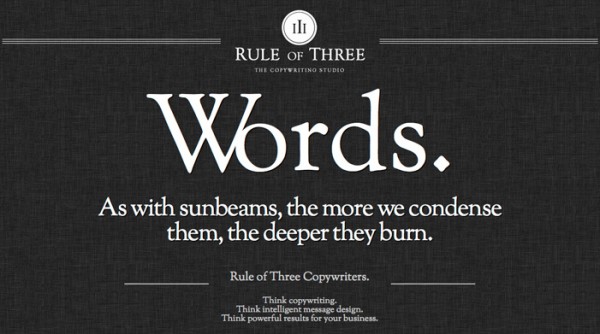 III
RULE OF THREE
THE COPYWRITING STUDIO
Words.
As with sunbeams, the more we condense
them, the deeper they burn.
Rule of Three Copywriters.
Think copywriting.
Think intelligent message design.
Think powerful results for your business.